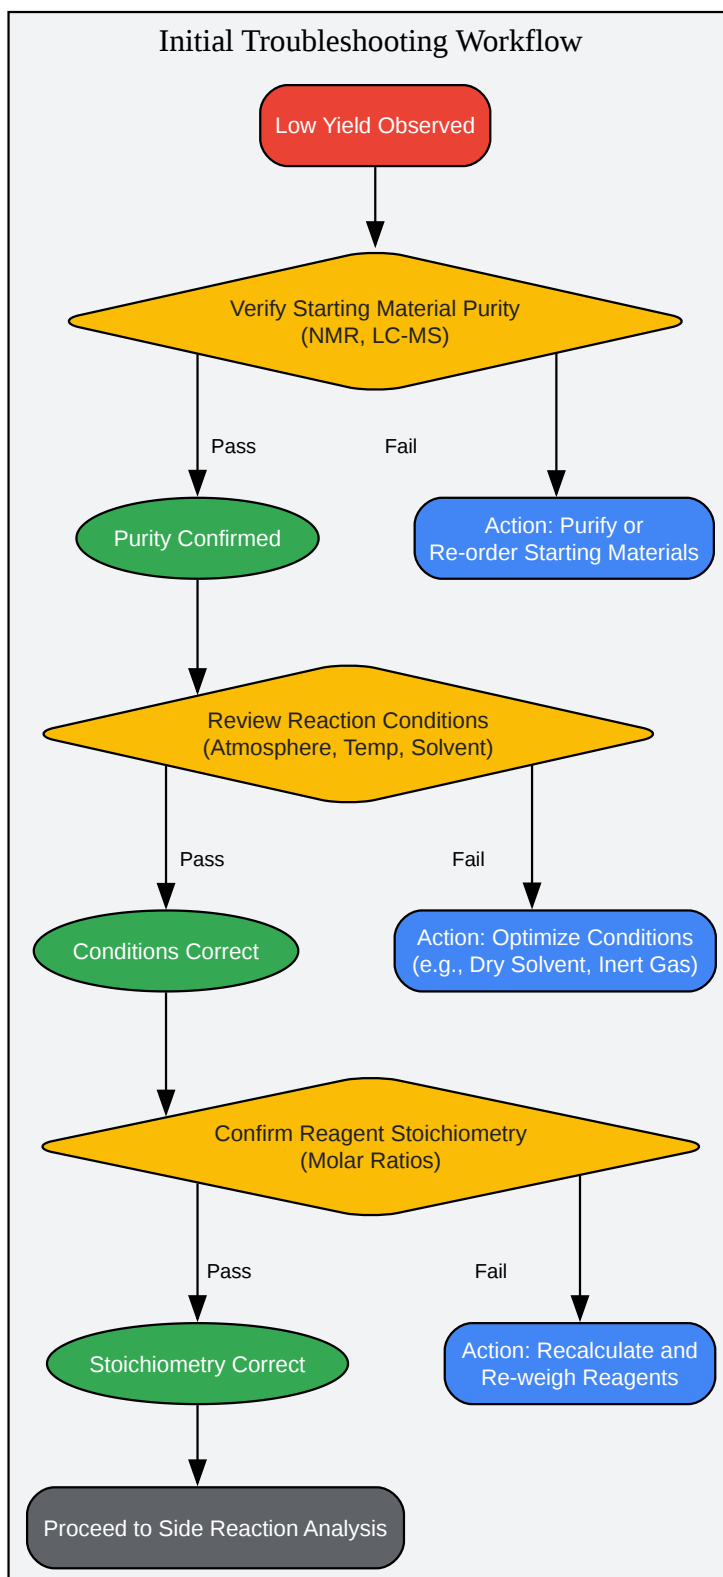 Initial Troubleshooting Workflow
Low Yield Observed
Verify Starting Material Purity
(NMR, LC-MS)
Pass
Fail
Purity Confirmed
Action: Purify or
Re-order Starting Materials
Review Reaction Conditions
(Atmosphere, Temp, Solvent)
Pass
Fail
Conditions Correct
Action: Optimize Conditions
(e.g., Dry Solvent, Inert Gas)
Confirm Reagent Stoichiometry
(Molar Ratios)
Pass
Fail
Stoichiometry Correct
Action: Recalculate and
Re-weigh Reagents
Proceed to Side Reaction Analysis